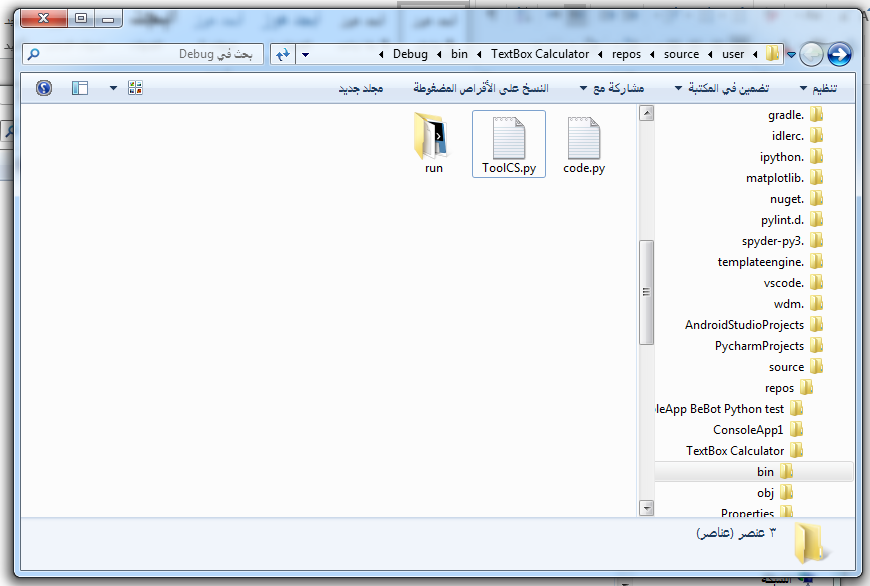 user ◂ source ◂ repos ◂ TextBox Calculator ◂ bin ◂ Debug ◂
بحث في Debug
تنظيم ▼ تضمين في المكتبة ▼ مشاركة مع ▼ النسخ على الأقراص المضغوطة مجلد جديد
gradle.
idlerc.
ipython.
matplotlib.
nuget.
pylint.d.
spyder-py3.
templateengine.
vscode.
wdm.
AndroidStudioProjects
PycharmProjects
source
repos
leApp BeBot Python test
ConsoleApp1
TextBox Calculator
bin
obj
Properties
code.py
ToolCS.py
run
٣ عنصر (عناصر)